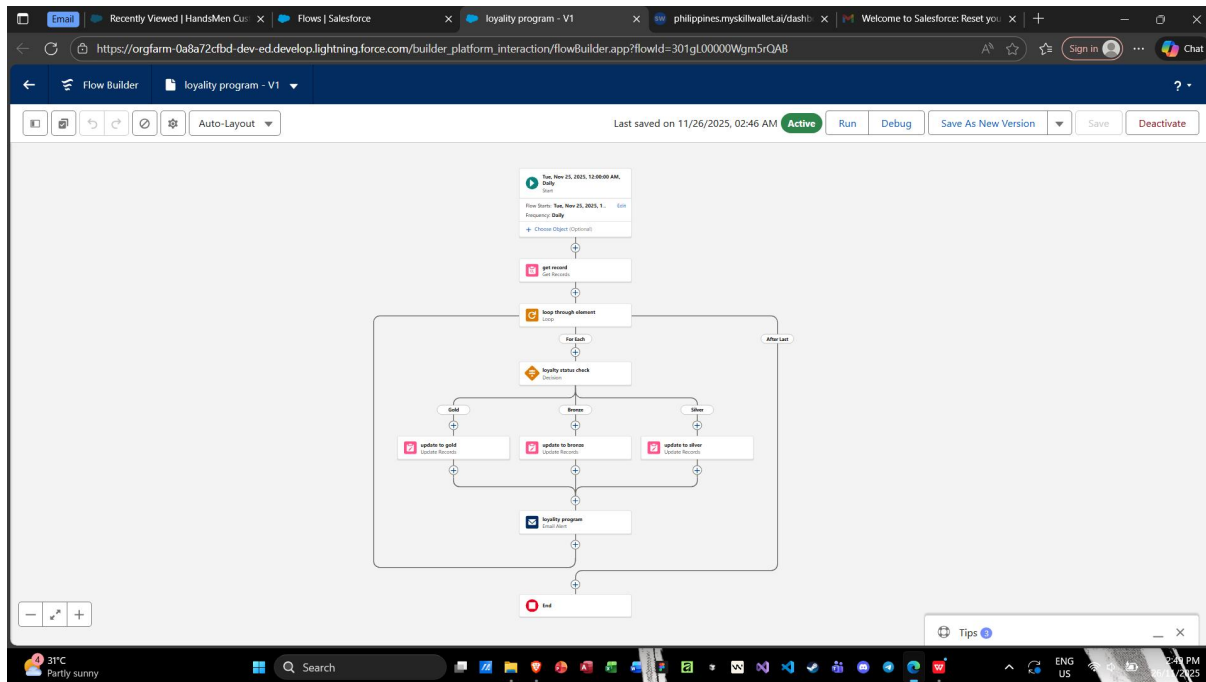 Email
Recently Viewed | HandsMen Cus
Flows | Salesforce
loyality program - V1
philippines.myskillwallet.ai/dashb
Welcome to Salesforce: Reset you
https://orgfarm-0a8a72cfbd-dev-ed.develop.lightning.force.com/builder_platform_interaction/flowBuilder.app?flowId=301gL00000Wgm5rQAB
Sign in
Chat
Flow Builder
loyality program - V1
?
Auto-Layout
Last saved on 11/26/2025, 02:46 AM
Active
Run
Debug
Save As New Version
Save
Deactivate
Tue, Nov 25, 2025, 12:00:00 AM,
Daily
Start
Flow Starts: Tue, Nov 25, 2025, 1...
Edit
Frequency: Daily
+ Choose Object (Optional)
get record
Get Records
loop through element
Loop
For Each
After Last
loyalty status check
Decision
Gold
Bronze
Silver
update to gold
Update Records
update to bronze
Update Records
update to silver
Update Records
loyality program
Email Alert
End
Tips 3
4
31°C
Partly sunny
Search
ENG
US
2:49 PM
26/11/2025